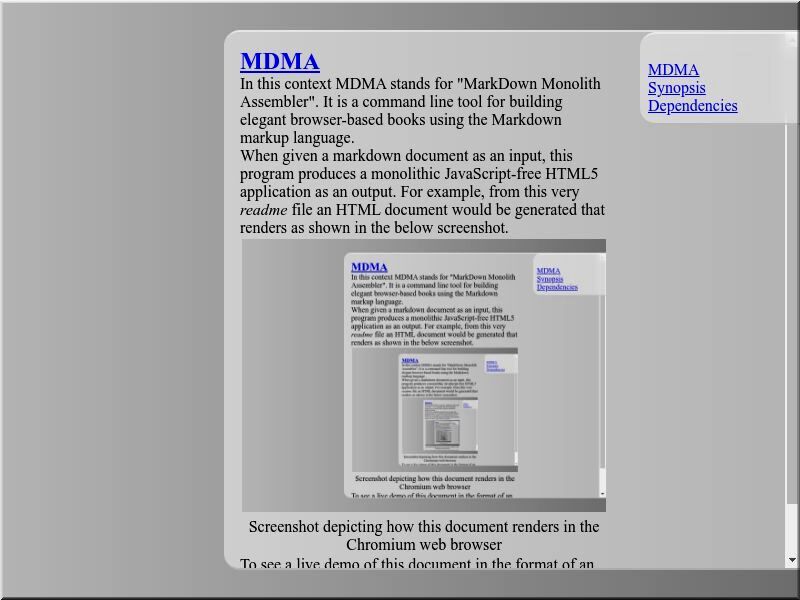 MDMA
In this context MDMA stands for "MarkDown Monolith
Assembler". It is a command line tool for building
elegant browser-based books using the Markdown
markup language.
When given a markdown document as an input, this
program produces a monolithic JavaScript-free HTML5
application as an output. For example, from this very
readme file an HTML document would be generated that
renders as shown in the below screenshot.
MDMA
In this context MDMA stands for "MarkDown Monolith
Assembler". It is a command line tool for building
elegant browser-based books using the Markdown
markup language.
When given a markdown document as an input, this
program produces a monolithic JavaScript-free HTML5
application as an output. For example, from this very
readme file an HTML document would be generated that
renders as shown in the below screenshot.
MDMA
Screenshot depicting how this document renders in the
Chromium web browser
To see a live demo of this document in the format of an
MDMA
Synopsis
Dependencies
Screenshot depicting how this document renders in the
Chromium web browser
To see a live demo of this document in the format of an
MDMA
Synopsis
Dependencies